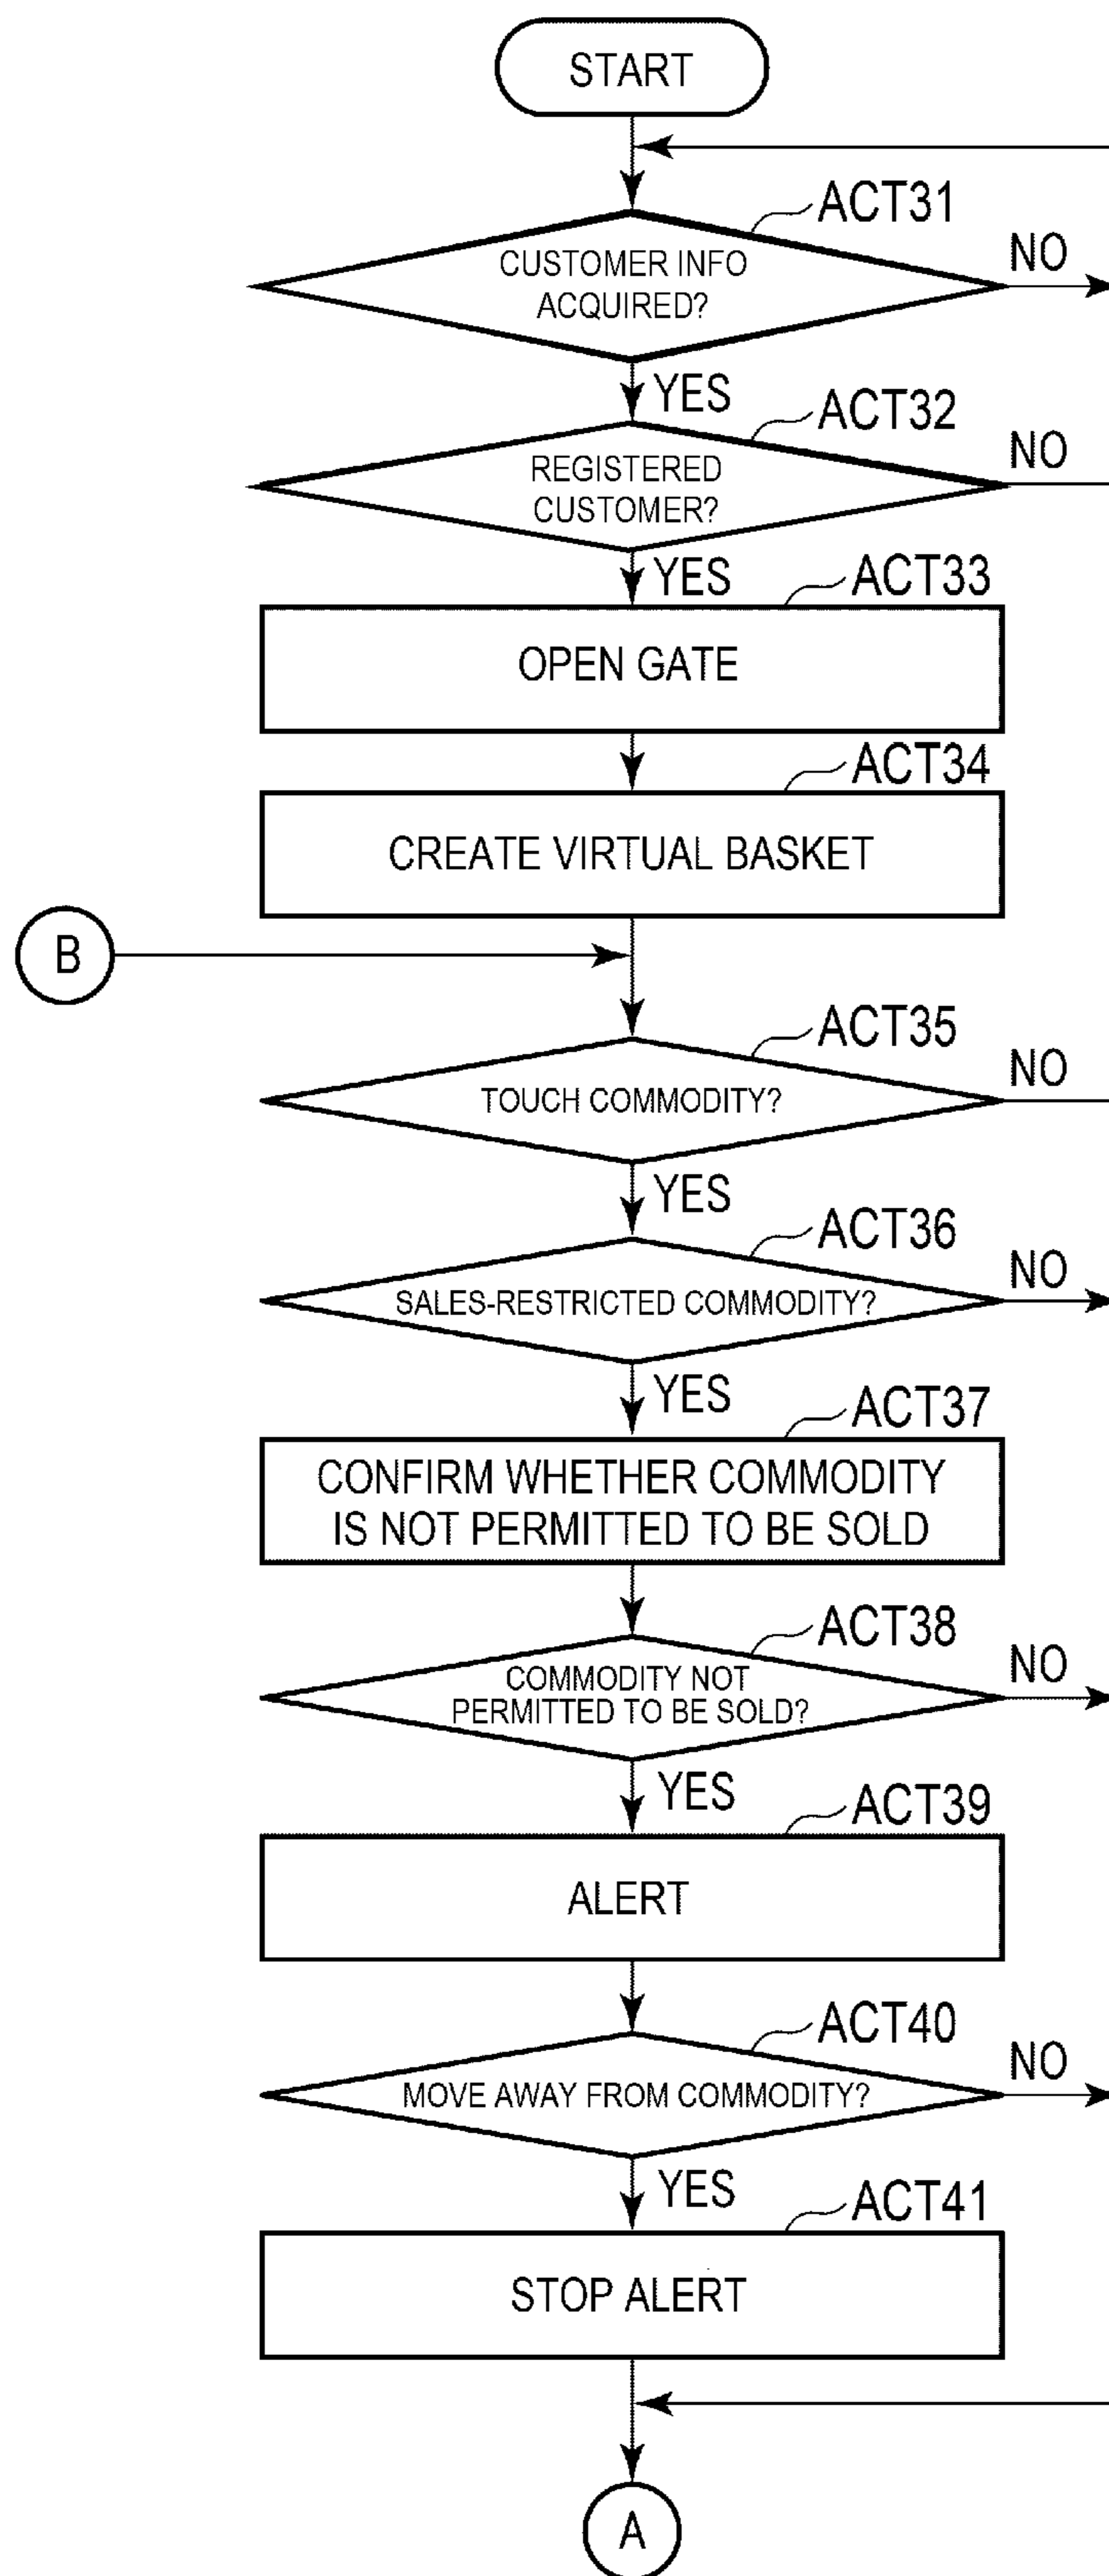 START
ACT31
CUSTOMER INFO
ACQUIRED?
NO
YES
ACT32
REGISTERED
CUSTOMER?
NO
YES
ACT33
OPEN GATE
ACT34
CREATE VIRTUAL BASKET
B
ACT35
TOUCH COMMODITY?
NO
YES
ACT36
SALES-RESTRICTED COMMODITY?
NO
YES
ACT37
CONFIRM WHETHER COMMODITY
IS NOT PERMITTED TO BE SOLD
ACT38
COMMODITY NOT
PERMITTED TO BE SOLD?
NO
YES
ACT39
ALERT
ACT40
MOVE AWAY FROM COMMODITY?
NO
YES
ACT41
STOP ALERT
A